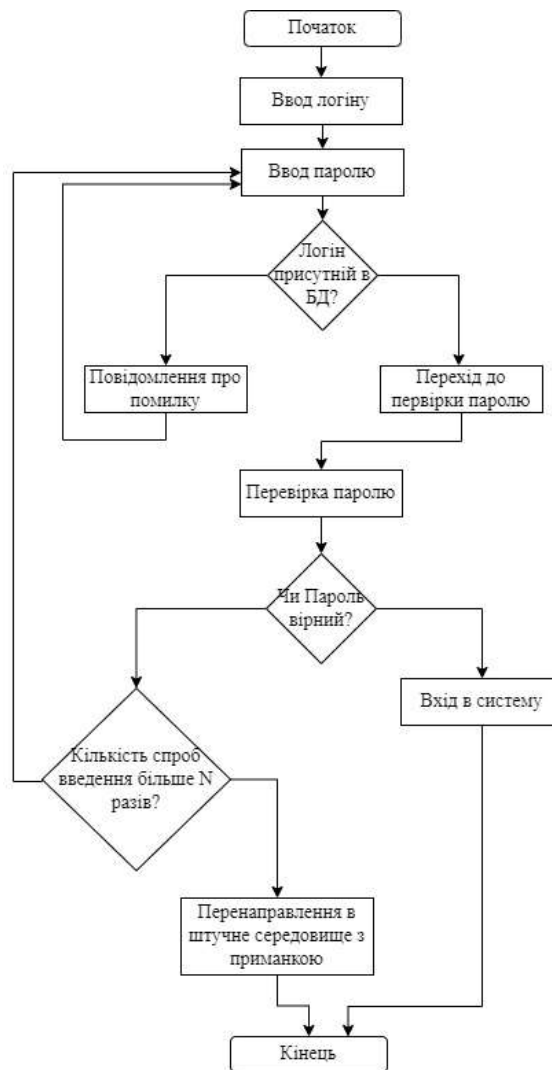 Початок
Ввод логіну
Ввод паролю
Логін
присутній в
БД?
Повідомлення про
помилку
Перехід до
первірки паролю
Перевірка паролю
Чи Пароль
вірний?
Вхід в систему
Кількість спроб
введення більше N
разів?
Перенаправлення в
штучне середовище з
приманкою
Кінець